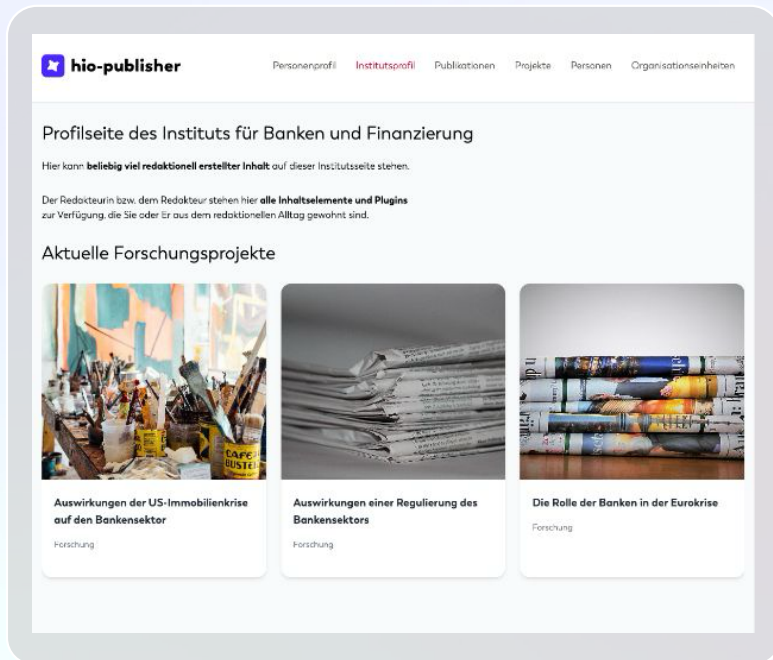 hio-publisher
Personenprofil Institutsprofil Publikationen Projekte Personen Organisationseinheiten
Profilseite des Instituts für Banken und Finanzierung
Hier kann beliebig viel redaktionell erstellter Inhalt auf dieser Institutsseite stehen.
Der Redakteurin bzw. dem Redakteur stehen hier alle Inhaltselemente und Plugins
zur Verfügung, die Sie oder Er aus dem redaktionellen Alltag gewohnt sind.
Aktuelle Forschungsprojekte
CAFE
BUSTEL
Auswirkungen der US-Immobilienkrise
auf den Bankensektor
Forschung
Auswirkungen einer Regulierung des
Bankensektors
Forschung
Die Rolle der Banken in der Eurokrise
Forschung